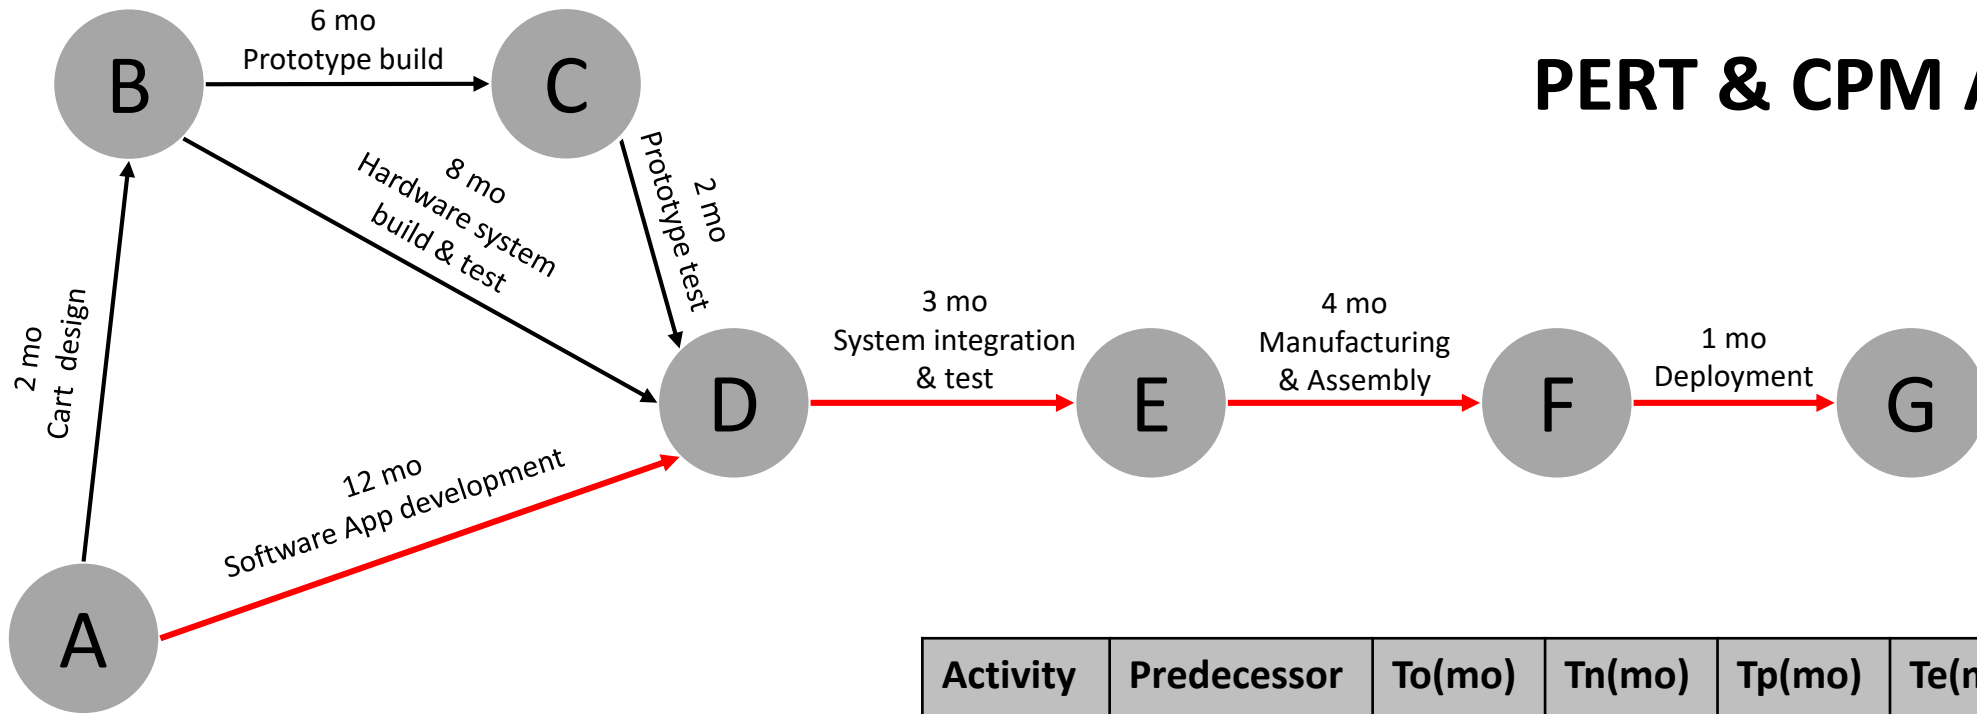 PERT & CPM
6 mo
Prototype build
B
C
8 mo
Hardware system
build & test
2 mo
Prototype test
2 mo
Cart design
3 mo
System integration
& test
4 mo
Manufacturing
& Assembly
1 mo
Deployment
D
E
F
G
12 mo
Software App development
A
Activity Predecessor To(mo) Tn(mo) Tp(mo)